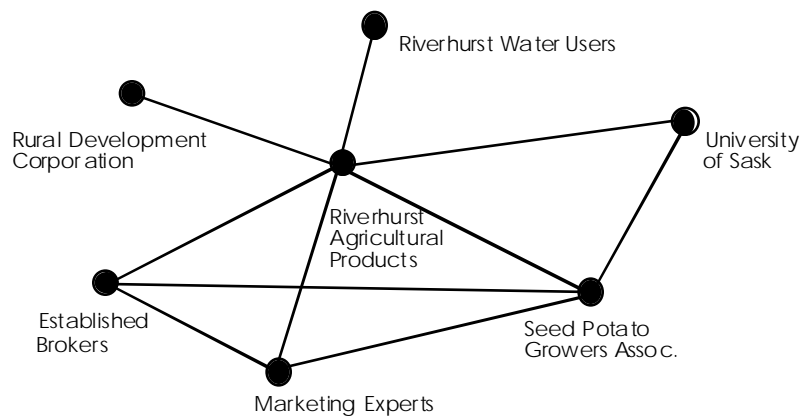 Riverhurst Water Users
Rural Development
Corporation
University
of Sask
Riverhurst
Agricultural
Products
Established
Brokers
Seed Potato
Growers Assoc.
Marketing Experts